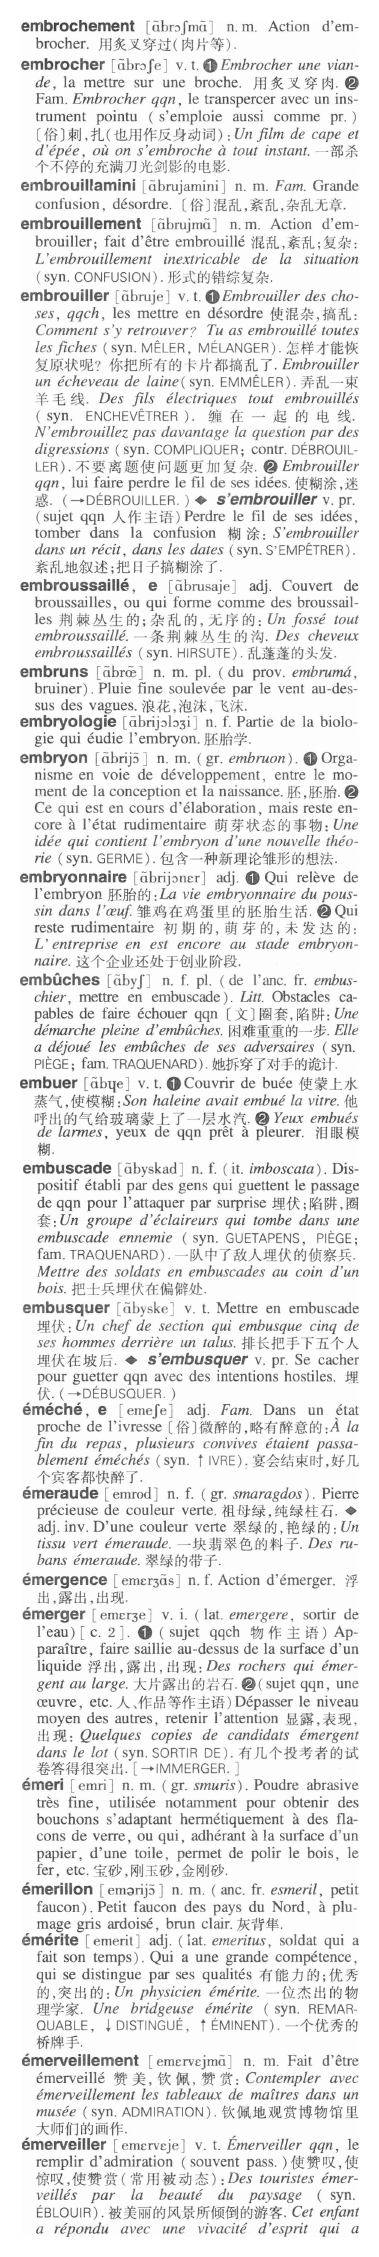 embrochement [ɑ̃brɔʃmɑ̃] n. m. Action d'em-
brocher. 用炙叉穿过(肉片等).
embrocher [ɑ̃brɔʃe] v. t. ❶ Embrocher une vian-
de, la mettre sur une broche. 用炙叉穿肉. ❷
Fam. Embrocher qqn, le transpercer avec un ins-
trument pointu (s'emploie aussi comme pr.)
〔俗〕刺,扎(也用作反身动词): Un film de cape et
d'épée, où on s'embroche à tout instant. 一部杀
个不停的充满刀光剑影的电影.
embrouillamini [ɑ̃brujamini] n. m. Fam. Grande
confusion, désordre. 〔俗〕混乱,紊乱,杂乱无章.
embrouillement [ɑ̃brujmɑ̃] n. m. Action d'em-
brouiller; fait d'être embrouillé 混乱,紊乱;复杂:
L'embrouillement inextricable de la situation
(syn. CONFUSION). 形式的错综复杂.
embrouiller [ɑ̃bruje] v. t. ❶ Embrouiller des cho-
ses, qqch, les mettre en désordre 使混杂,搞乱:
Comment s'y retrouver? Tu as embrouillé toutes
les fiches (syn. MÊLER, MÉLANGER). 怎样才能恢
复原状呢? 你把所有的卡片都搞乱了. Embrouiller
un écheveau de laine (syn. EMMÊLER). 弄乱一束
羊毛线. Des fils électriques tout embrouillés
(syn. ENCHEVÊTRER). 缠在一起的电线.
N'embrouillez pas davantage la question par des
digressions (syn. COMPLIQUER; contr. DÉBROUIL-
LER). 不要离题使问题更加复杂. ❷ Embrouiller
qqn, lui faire perdre le fil de ses idées. 使糊涂,迷
惑. (→DÉBROUILLER.) ◆ s'embrouiller v. pr.
(sujet qqn 人作主语) Perdre le fil de ses idées,
tomber dans la confusion 糊涂: S'embrouiller
dans un récit, dans les dates (syn. S'EMPÊTRER).
紊乱地叙述;把日子搞糊涂了.
embroussaillé, e [ɑ̃brusaje] adj. Couvert de
broussailles, ou qui forme comme des broussail-
les 荆棘丛生的;杂乱的,无序的: Un fossé tout
embroussaillé. 一条荆棘丛生的沟. Des cheveux
embroussaillés (syn. HIRSUTE). 乱蓬蓬的头发.
embruns [ɑ̃brœ̃] n. m. pl. (du prov. embrumá,
bruiner). Pluie fine soulevée par le vent au-des-
sus des vagues. 浪花,泡沫,飞沫.
embryologie [ɑ̃brijɔlɔʒi] n. f. Partie de la biolo-
gie qui éudie l'embryon. 胚胎学.
embryon [ɑ̃brijɔ̃] n. m. (gr. embruon). ❶ Orga-
nisme en voie de développement, entre le mo-
ment de la conception et la naissance. 胚,胚胎. ❷
Ce qui est en cours d'élaboration, mais reste en-
core à l'état rudimentaire 萌芽状态的事物: Une
idée qui contient l'embryon d'une nouvelle théo-
rie (syn. GERME). 包含一种新理论雏形的想法.
embryonnaire [ɑ̃brijɔnɛr] adj. ❶ Qui relève de
l'embryon 胚胎的: La vie embryonnaire du pous-
sin dans l'œuf. 雏鸡在鸡蛋里的胚胎生活. ❷ Qui
reste rudimentaire 初期的,萌芽的,未发达的:
L'entreprise en est encore au stade embryon-
naire. 这个企业还处于创业阶段.
embûches [ɑ̃byʃ] n. f. pl. (de l'anc. fr. embus-
chier, mettre en embuscade). Litt. Obstacles ca-
pables de faire échouer qqn 〔文〕圈套,陷阱: Une
démarche pleine d'embûches. 困难重重的一步. Elle
a déjoué les embûches de ses adversaires (syn.
PIÈGE; fam. TRAQUENARD). 她拆穿了对手的诡计.
embuer [ɑ̃bɥe] v. t. ❶ Couvrir de buée 使蒙上水
蒸气,使模糊: Son haleine avait embué la vitre. 他
呼出的气给玻璃蒙上了一层水汽. ❷ Yeux embués
de larmes, yeux de qqn prêt à pleurer. 泪眼模
糊.
embuscade [ɑ̃byskad] n. f. (it. imboscata). Dis-
positif établi par des gens qui guettent le passage
de qqn pour l'attaquer par surprise 埋伏;陷阱,圈
套: Un groupe d'éclaireurs qui tombe dans une
embuscade ennemie (syn. GUETAPENS, PIÈGE;
fam. TRAQUENARD). 一队中了敌人埋伏的侦察兵.
Mettre des soldats en embuscades au coin d'un
bois. 把士兵埋伏在偏僻处.
embusquer [ɑ̃byske] v. t. Mettre en embuscade
埋伏: Un chef de section qui embusque cinq de
ses hommes derrière un talus. 排长把手下五个人
埋伏在坡后. ◆ s'embusquer v. pr. Se cacher
pour guetter qqn avec des intentions hostiles. 埋
伏. (→DÉBUSQUER.)
éméché, e [emeʃe] adj. Fam. Dans un état
proche de l'ivresse 〔俗〕微醉的,略有醉意的: À la
fin du repas, plusieurs convives étaient passa-
blement éméchés (syn. ↑IVRE). 宴会结束时,好几
个宾客都快醉了.
émeraude [emrod] n. f. (gr. smaragdos). Pierre
précieuse de couleur verte. 祖母绿,纯绿柱石. ◆
adj. inv. D'une couleur verte 翠绿的,艳绿的: Un
tissu vert émeraude. 一块翡翠色的料子. Des ru-
bans émeraude. 翠绿的带子.
émergence [emɛrʒɑ̃s] n. f. Action d'émerger. 浮
出,露出,出现.
émerger [emɛrʒe] v. i. (lat. emergere, sortir de
l'eau) [c. 2]. ❶ (sujet qqch 物作主语) Ap-
paraître, faire saillie au-dessus de la surface d'un
liquide 浮出,露出,出现: Des rochers qui émer-
gent au large. 大片露出的岩石. ❷ (sujet qqn, une
œuvre, etc. 人、作品等作主语) Dépasser le niveau
moyen des autres, retenir l'attention 显露,表现,
出现: Quelques copies de candidats émergent
dans le lot (syn. SORTIR DE). 有几个投考者的试
卷答得很突出. [→IMMERGER.]
émeri [emri] n. m. (gr. smuris). Poudre abrasive
très fine, utilisée notamment pour obtenir des
bouchons s'adaptant hermétiquement à des fla-
cons de verre, ou qui, adhérant à la surface d'un
papier, d'une toile, permet de polir le bois, le
fer, etc. 宝砂,刚玉砂,金刚砂.
émerillon [emərijɔ̃] n. m. (anc. fr. esmeril, petit
faucon). Petit faucon des pays du Nord, à plu-
mage gris ardoisé, brun clair. 灰背隼.
émérite [emerit] adj. (lat. emeritus, soldat qui a
fait son temps). Qui a une grande compétence,
qui se distingue par ses qualités 有能力的;优秀
的,突出的: Un physicien émérite. 一位杰出的物
理学家. Une bridgeuse émérite (syn. REMAR-
QUABLE, ↓DISTINGUÉ, ↑ÉMINENT). 一个优秀的
桥牌手.
émerveillement [emɛrvɛjmɑ̃] n. m. Fait d'être
émerveillé 赞美,钦佩,赞赏: Contempler avec
émerveillement les tableaux de maîtres dans un
musée (syn. ADMIRATION). 钦佩地观赏博物馆里
大师们的画作.
émerveiller [emɛrvɛje] v. t. Émerveiller qqn, le
remplir d'admiration (souvent pass.) 使赞叹,使
惊叹,使赞赏(常用被动态): Des touristes émer-
veillés par la beauté du paysage (syn.
ÉBLOUIR). 被美丽的风景所倾倒的游客. Cet enfant
a répondu avec une vivacité d'esprit qui a